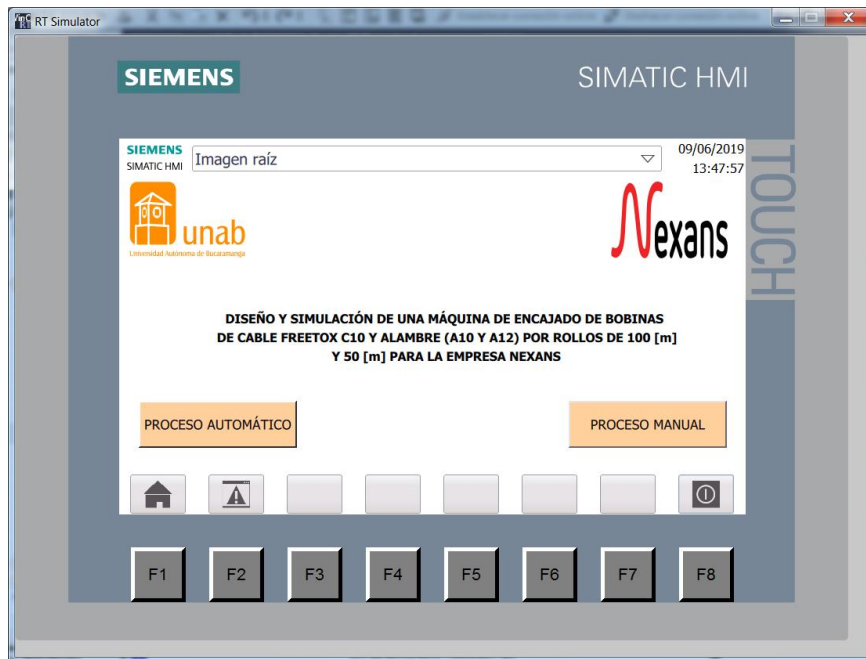 RT Simulator
SIEMENS
SIMATIC HMI
SIEMENS
SIMATIC HMI
Imagen raíz
09/06/2019
13:47:57
TOUCH
unab
Universidad Autónoma de Bucaramanga
Nexans
DISEÑO Y SIMULACIÓN DE UNA MÁQUINA DE ENCAJADO DE BOBINAS
DE CABLE FREETOX C10 Y ALAMBRE (A10 Y A12) POR ROLLOS DE 100 [m]
Y 50 [m] PARA LA EMPRESA NEXANS
PROCESO AUTOMÁTICO
PROCESO MANUAL
F1
F2
F3
F4
F5
F6
F7
F8